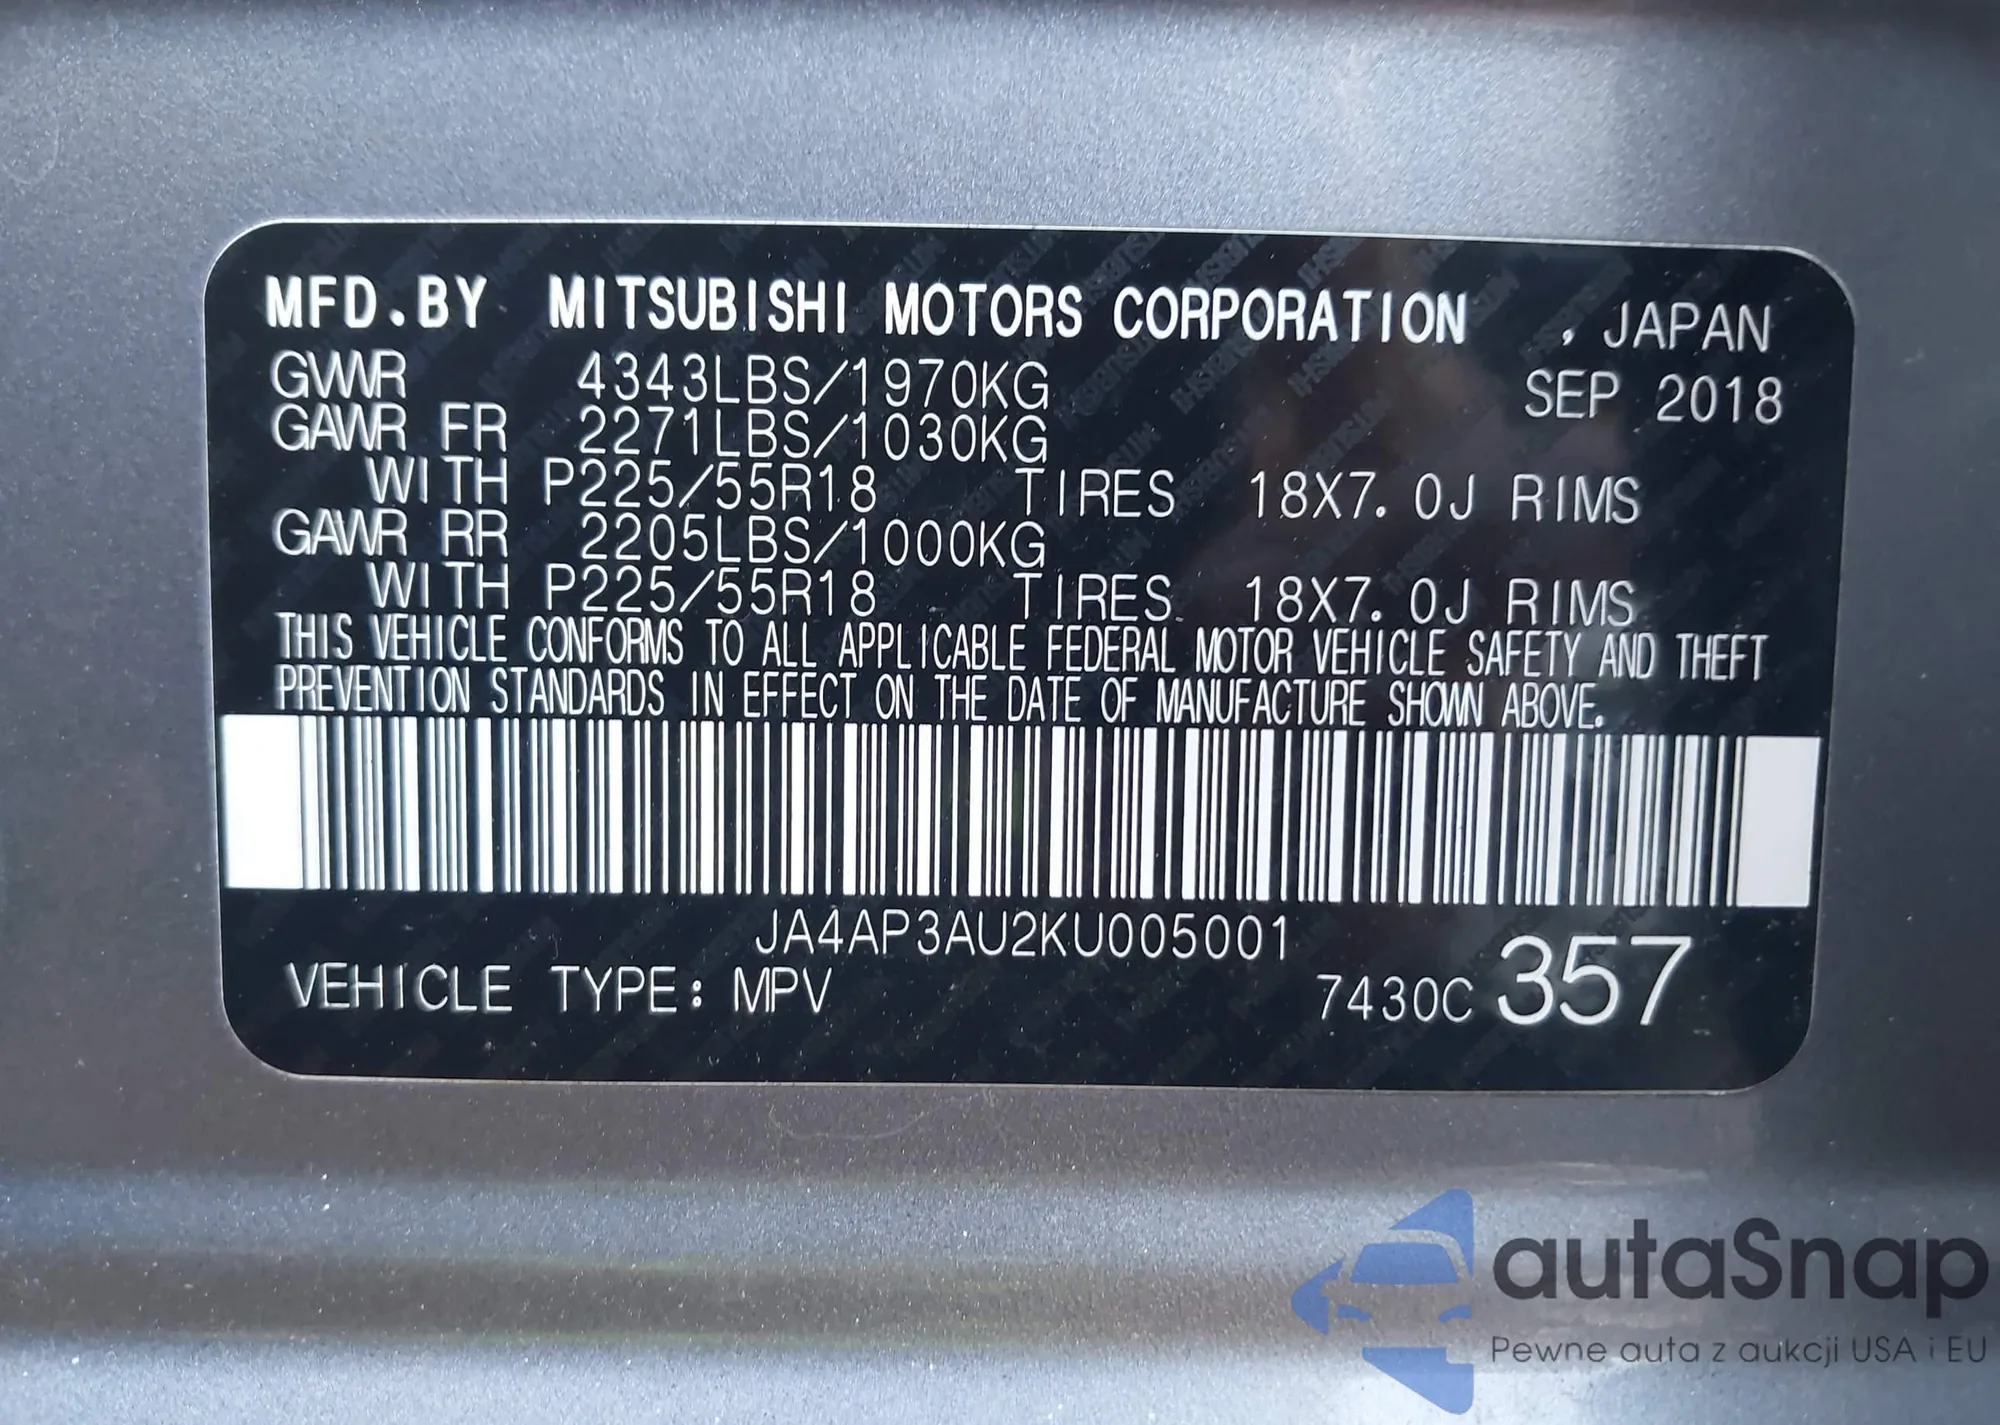 MFD.BY MITSUBISHI MOTORS CORPORATION , JAPAN
GVWR 4343LBS/1970KG SEP 2018
GAWR FR 2271LBS/1030KG
WITH P225/55R18 TIRES 18X7.0J RIMS
GAWR RR 2205LBS/1000KG
WITH P225/55R18 TIRES 18X7.0J RIMS
THIS VEHICLE CONFORMS TO ALL APPLICABLE FEDERAL MOTOR VEHICLE SAFETY AND THEFT
PREVENTION STANDARDS IN EFFECT ON THE DATE OF MANUFACTURE SHOWN ABOVE.
JA4AP3AU2KU005001
VEHICLE TYPE: MPV 7430C 357
autaSnap
Pewne auta z aukcji USA i EU